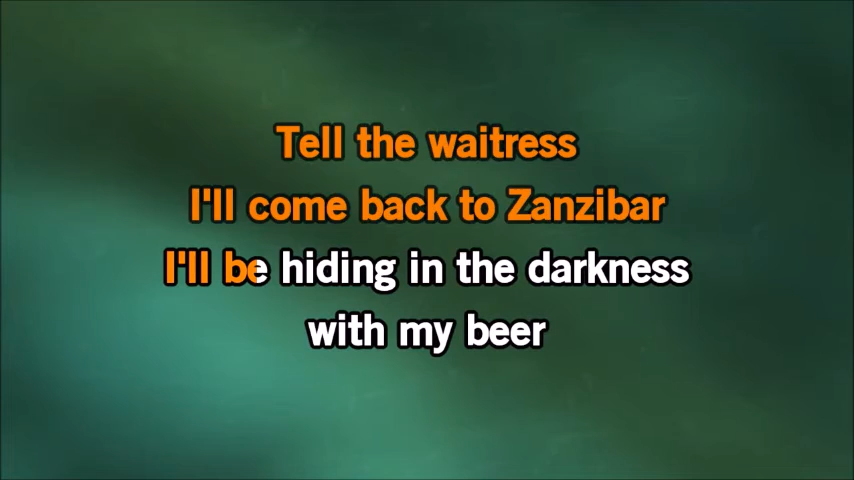 Tell the waitress
I'll come back to Zanzibar
I'll be hiding in the darkness
with my beer